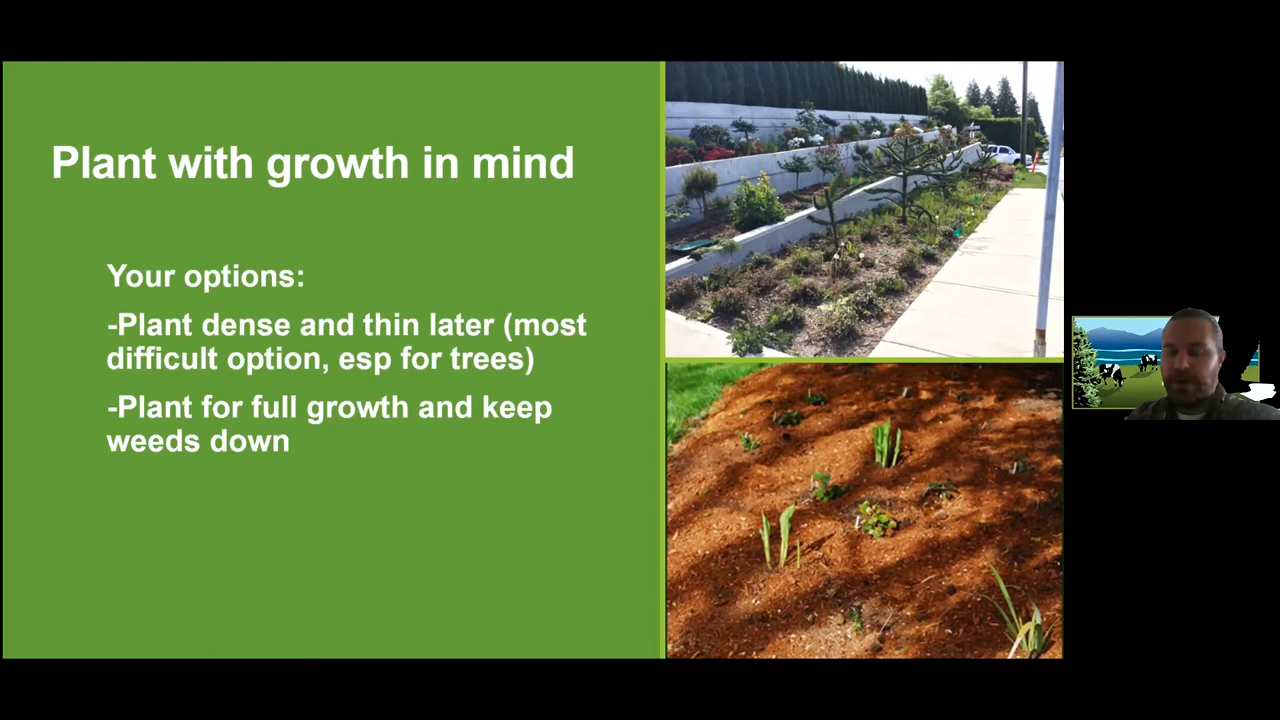 Plant with growth in mind
Your options:
-Plant dense and thin later (most
difficult option, esp for trees)
-Plant for full growth and keep
weeds down